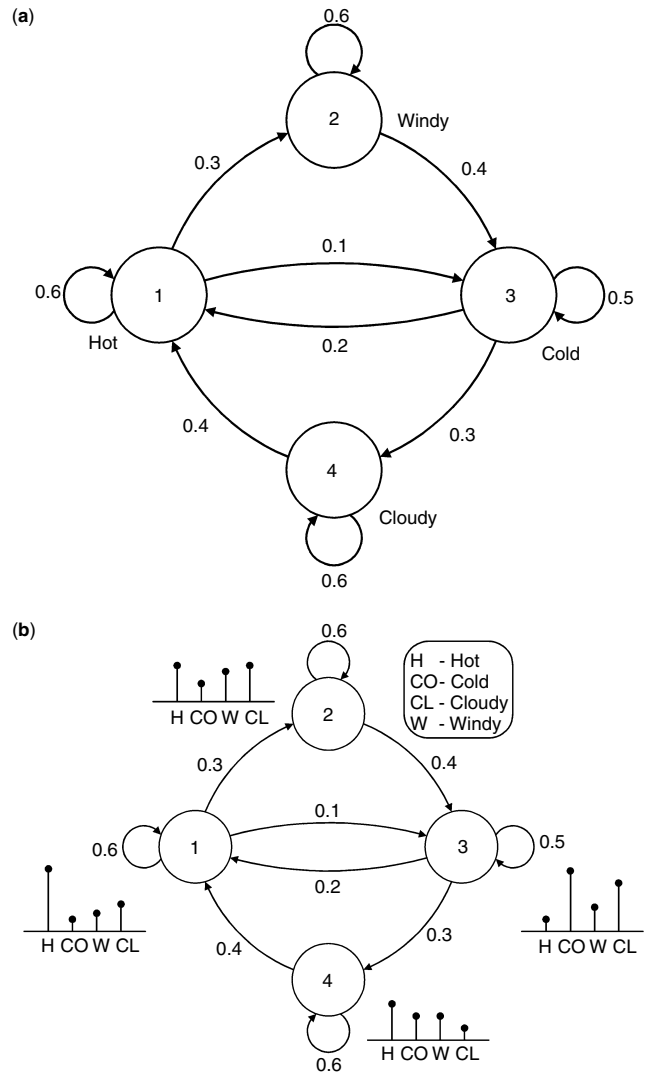 (a)
0.6
2
Windy
0.3
0.4
0.1
0.6
1
3
0.5
Hot
0.2
Cold
0.4
0.3
4
Cloudy
0.6
(b)
0.6
H - Hot
CO - Cold
CL - Cloudy
W - Windy
2
H CO W CL
0.3
0.4
0.1
0.6
1
3
0.5
0.2
H CO W CL
H CO W CL
0.4
0.3
4
H CO W CL
0.6